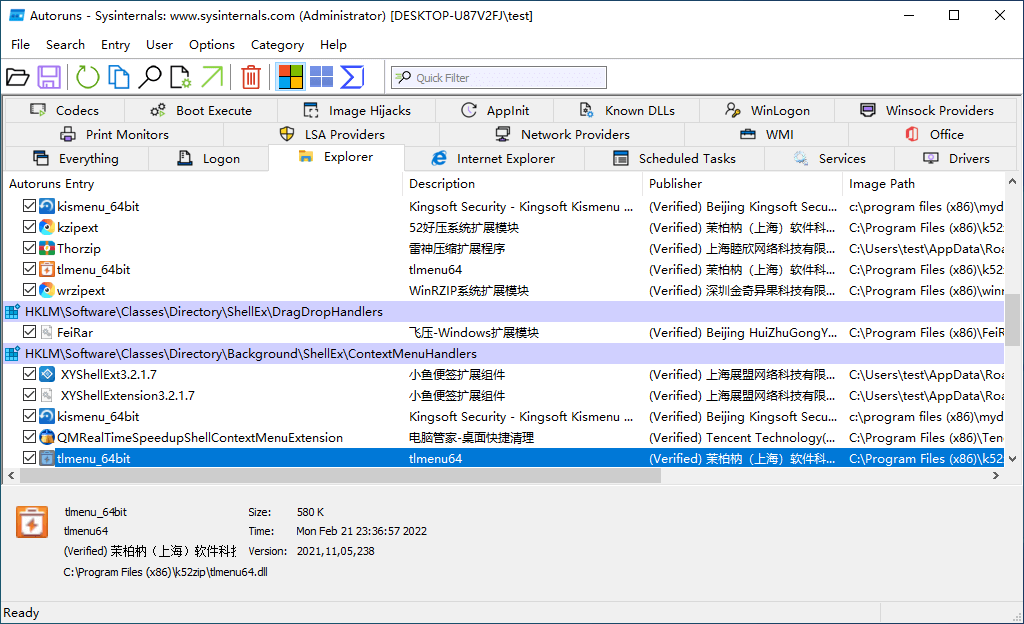 Autoruns - Sysinternals: www.sysinternals.com (Administrator) [DESKTOP-U87V2FJ\test]
File Search Entry User Options Category Help
Quick Filter
Codecs Boot Execute Image Hijacks AppInit Known DLLs WinLogon Winsock Providers
Print Monitors LSA Providers Network Providers WMI Office
Everything Logon Explorer Internet Explorer Scheduled Tasks Services Drivers
Autoruns Entry Description Publisher Image Path
kismenu_64bit Kingsoft Security - Kingsoft Kismenu ... (Verified) Beijing Kingsoft Secu... c:\program files (x86)\myd
kzipext 52好压系统扩展模块 (Verified) 茉柏枘（上海）软件科... C:\Program Files (x86)\k52
Thorzip 雷神压缩扩展程序 (Verified) 上海睦欣网络科技有限... C:\Users\test\AppData\Roa
tlmenu_64bit tlmenu64 (Verified) 茉柏枘（上海）软件科... C:\Program Files (x86)\k52
wrzipext WinRZIP系统扩展模块 (Verified) 深圳金奇异果科技有限... C:\Program Files (x86)\winr
HKLM\Software\Classes\Directory\ShellEx\DragDropHandlers
FeiRar 飞压-Windows扩展模块 (Verified) Beijing HuiZhuGongY... C:\Program Files (x86)\FeiR
HKLM\Software\Classes\Directory\Background\ShellEx\ContextMenuHandlers
XYShellExt3.2.1.7 小鱼便签扩展组件 (Verified) 上海展盟网络科技有限... C:\Users\test\AppData\Roa
XYShellExtension3.2.1.7 小鱼便签扩展组件 (Verified) 上海展盟网络科技有限... C:\Users\test\AppData\Roa
kismenu_64bit Kingsoft Security - Kingsoft Kismenu ... (Verified) Beijing Kingsoft Secu... c:\program files (x86)\myd
QMRealTimeSpeedupShellContextMenuExtension 电脑管家-桌面快捷清理 (Verified) Tencent Technology(... C:\Program Files (x86)\Ten
tlmenu_64bit tlmenu64 (Verified) 茉柏枘（上海）软件科... C:\Program Files (x86)\k52
tlmenu_64bit Size: 580 K
tlmenu64 Time: Mon Feb 21 23:36:57 2022
(Verified) 茉柏枘（上海）软件科技 Version: 2021,11,05,238
C:\Program Files (x86)\k52zip\tlmenu64.dll
Ready